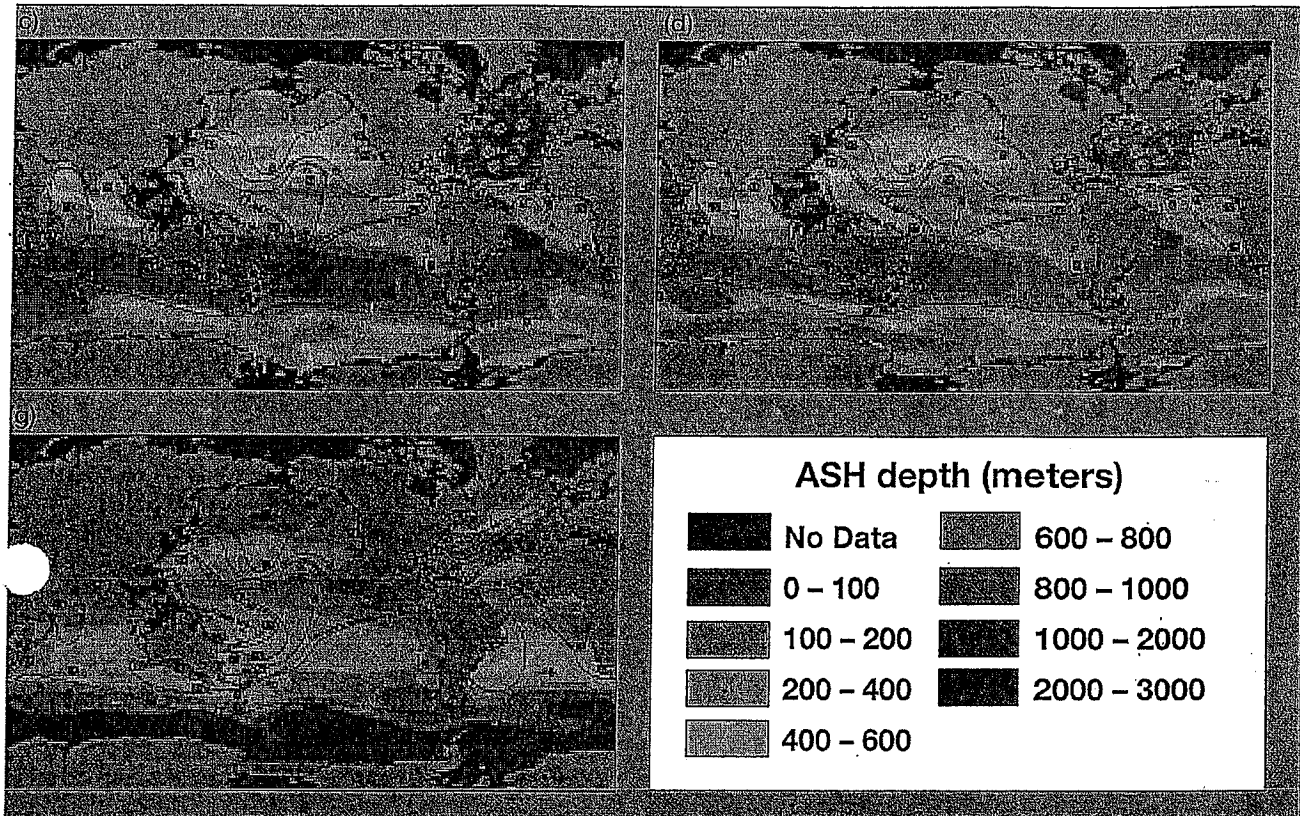 c)
(d)
g)
ASH depth (meters)
No Data
0 – 100
100 – 200
200 – 400
400 – 600
600 – 800
800 – 1000
1000 – 2000
2000 – 3000